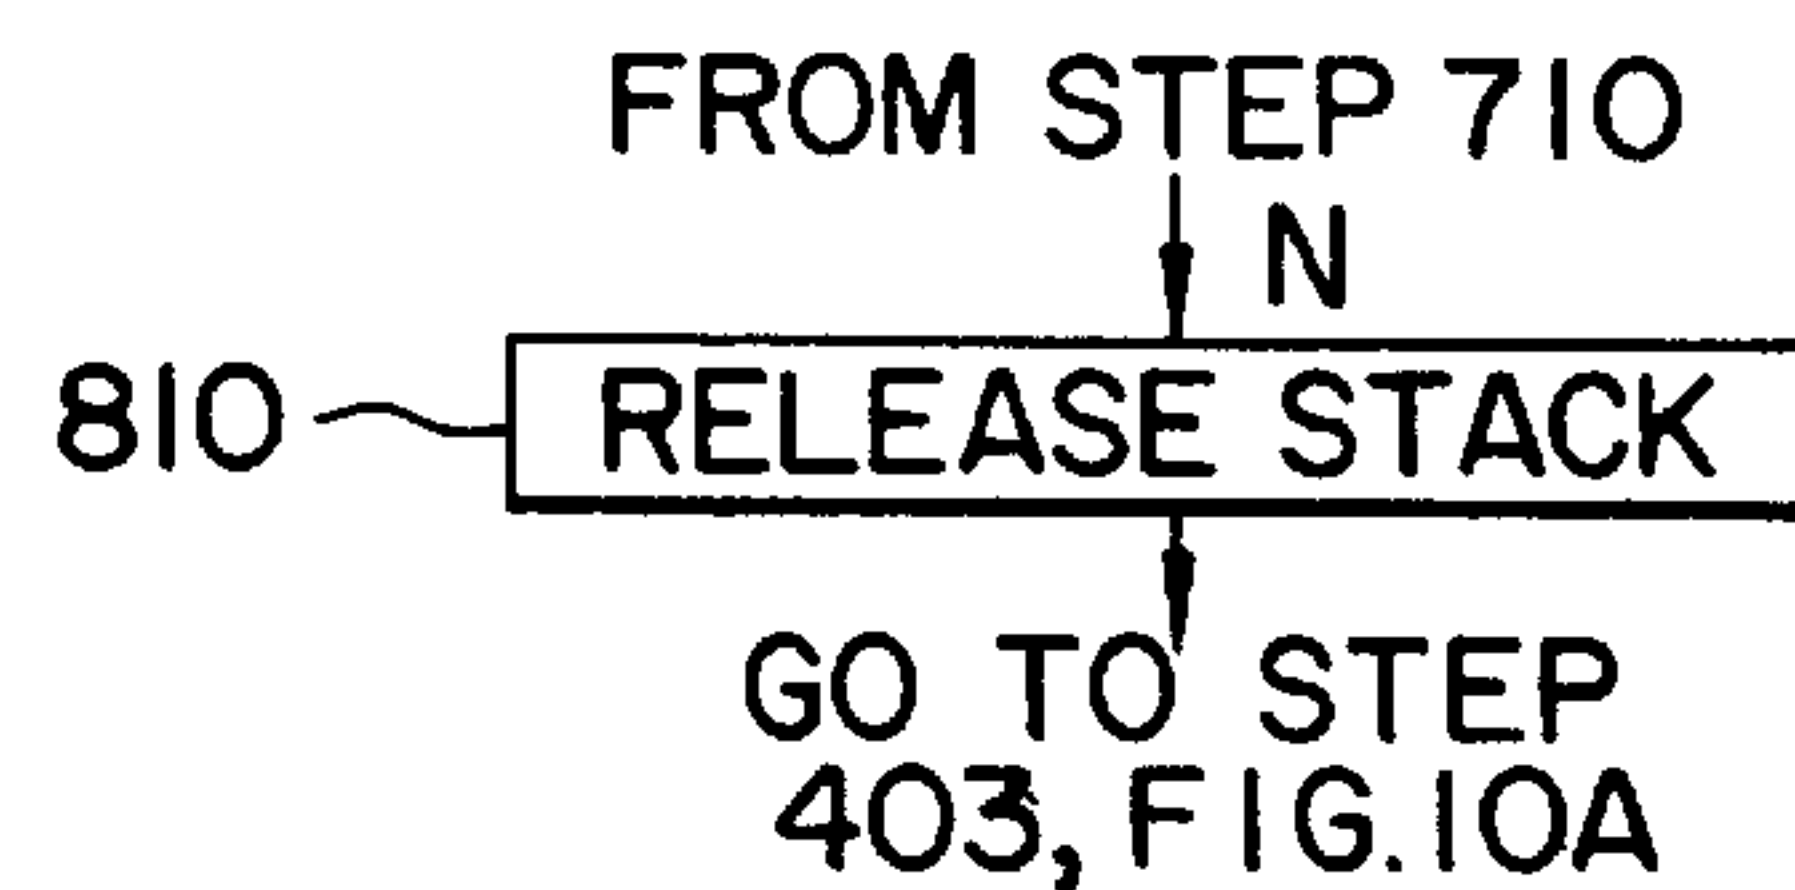 FROM STEP 710
N
810
RELEASE STACK
GO TO STEP
403, FIG. 10A